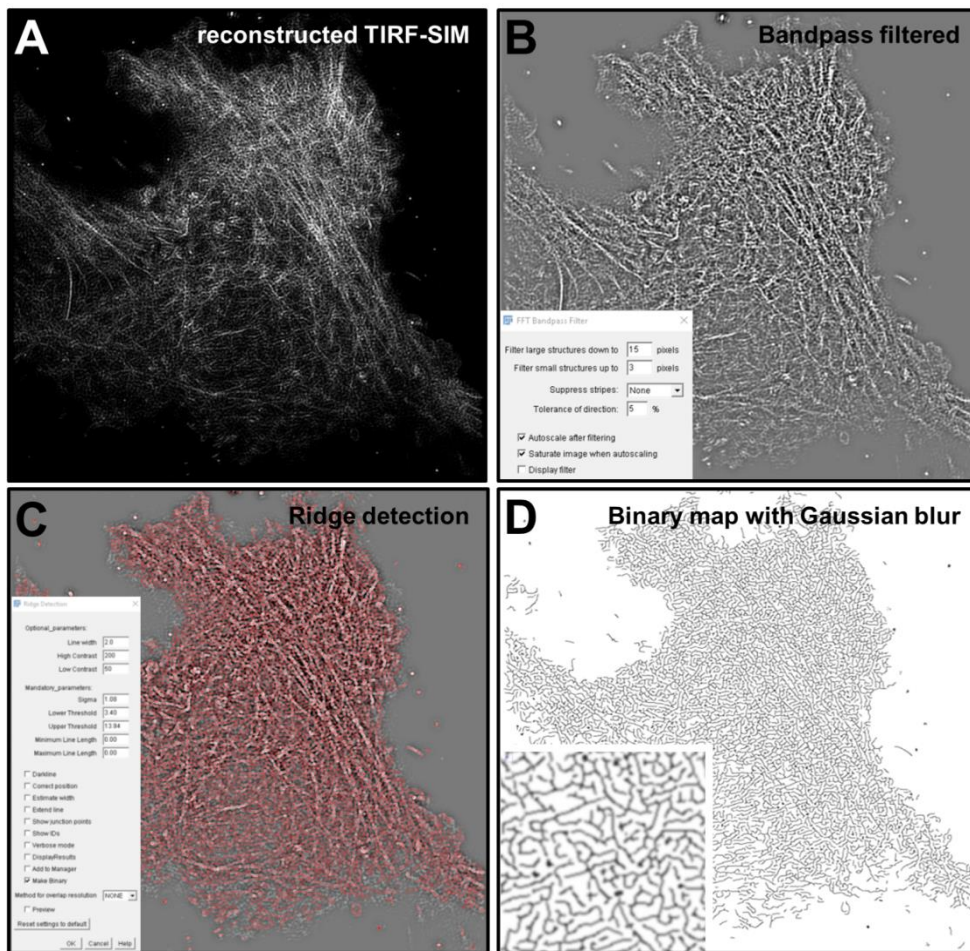 A
reconstructed TIRF-SIM
B
Bandpass filtered
FFT Bandpass Filter
Filter large structures down to 15 pixels
Filter small structures up to 3 pixels
Suppress stripes: None
Tolerance of direction: 5 %
Autoscale after filtering
Saturate image when autoscaling
Display filter
C
Ridge detection
Ridge Detection
Optional_parameters:
Line width 2.0
High Contrast 200
Low Contrast 50
Mandatory_parameters:
Sigma 1.08
Lower Threshold 3.40
Upper Threshold 13.94
Minimum Line Length 0.00
Maximum Line Length 0.00
Darkline
Correct position
Estimate width
Extend line
Show junction points
Show IDs
Verbose mode
DisplayResults
Add to Manager
Make Binary
Method for overlap resolution NONE
Preview
Reset settings to default
OK Cancel Help
D
Binary map with Gaussian blur